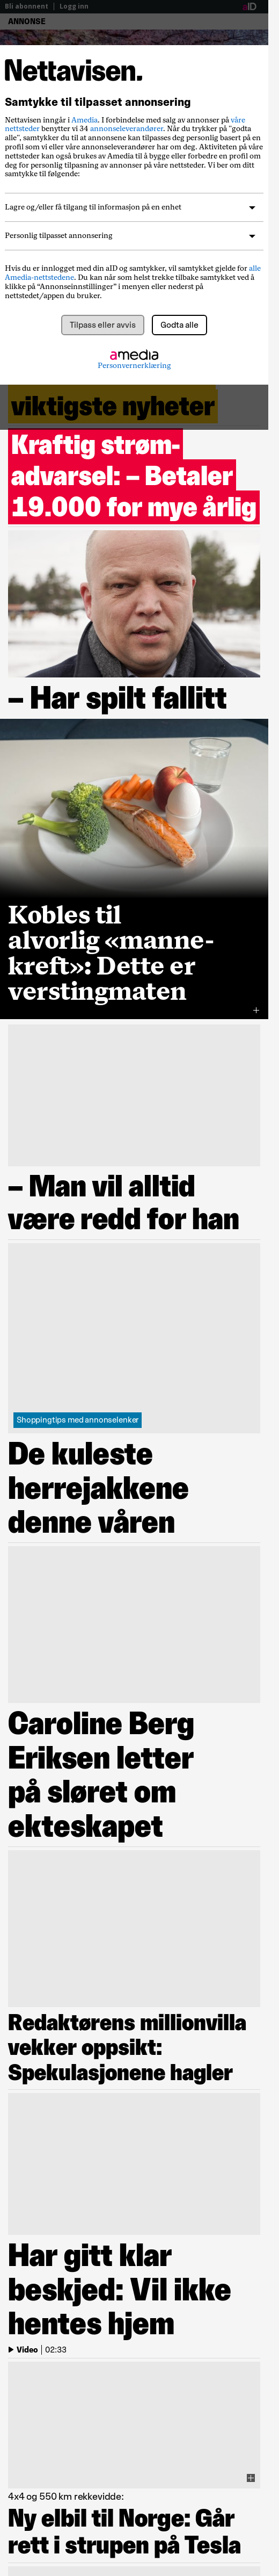 Bli abonnent | Logg inn aID
ANNONSE
Nettavisen.
Samtykke til tilpasset annonsering
Nettavisen inngår i Amedia. I forbindelse med salg av annonser på våre
nettsteder benytter vi 34 annonseleverandører. Når du trykker på "godta
alle", samtykker du til at annonsene kan tilpasses deg personlig basert på en
profil som vi eller våre annonseleverandører har om deg. Aktiviteten på våre
nettsteder kan også brukes av Amedia til å bygge eller forbedre en profil om
deg for personlig tilpasning av annonser på våre nettsteder. Vi ber om ditt
samtykke til følgende:
Lagre og/eller få tilgang til informasjon på en enhet
Personlig tilpasset annonsering
Hvis du er innlogget med din aID og samtykker, vil samtykket gjelde for alle
Amedia-nettstedene. Du kan når som helst trekke tilbake samtykket ved å
klikke på “Annonseinnstillinger” i menyen eller nederst på
nettstedet/appen du bruker.
Tilpass eller avvis Godta alle
amedia
Personvernerklæring
viktigste nyheter
Kraftig strøm-
advarsel: – Betaler
19.000 for mye årlig
– Har spilt fallitt
Kobles til
alvorlig «manne-
kreft»: Dette er
verstingmaten
– Man vil alltid
være redd for han
Shoppingtips med annonselenker
De kuleste
herrejakkene
denne våren
Caroline Berg
Eriksen letter
på sløret om
ekteskapet
Redaktørens millionvilla
vekker oppsikt:
Spekulasjonene hagler
Har gitt klar
beskjed: Vil ikke
hentes hjem
Video | 02:33
4x4 og 550 km rekkevidde:
Ny elbil til Norge: Går
rett i strupen på Tesla